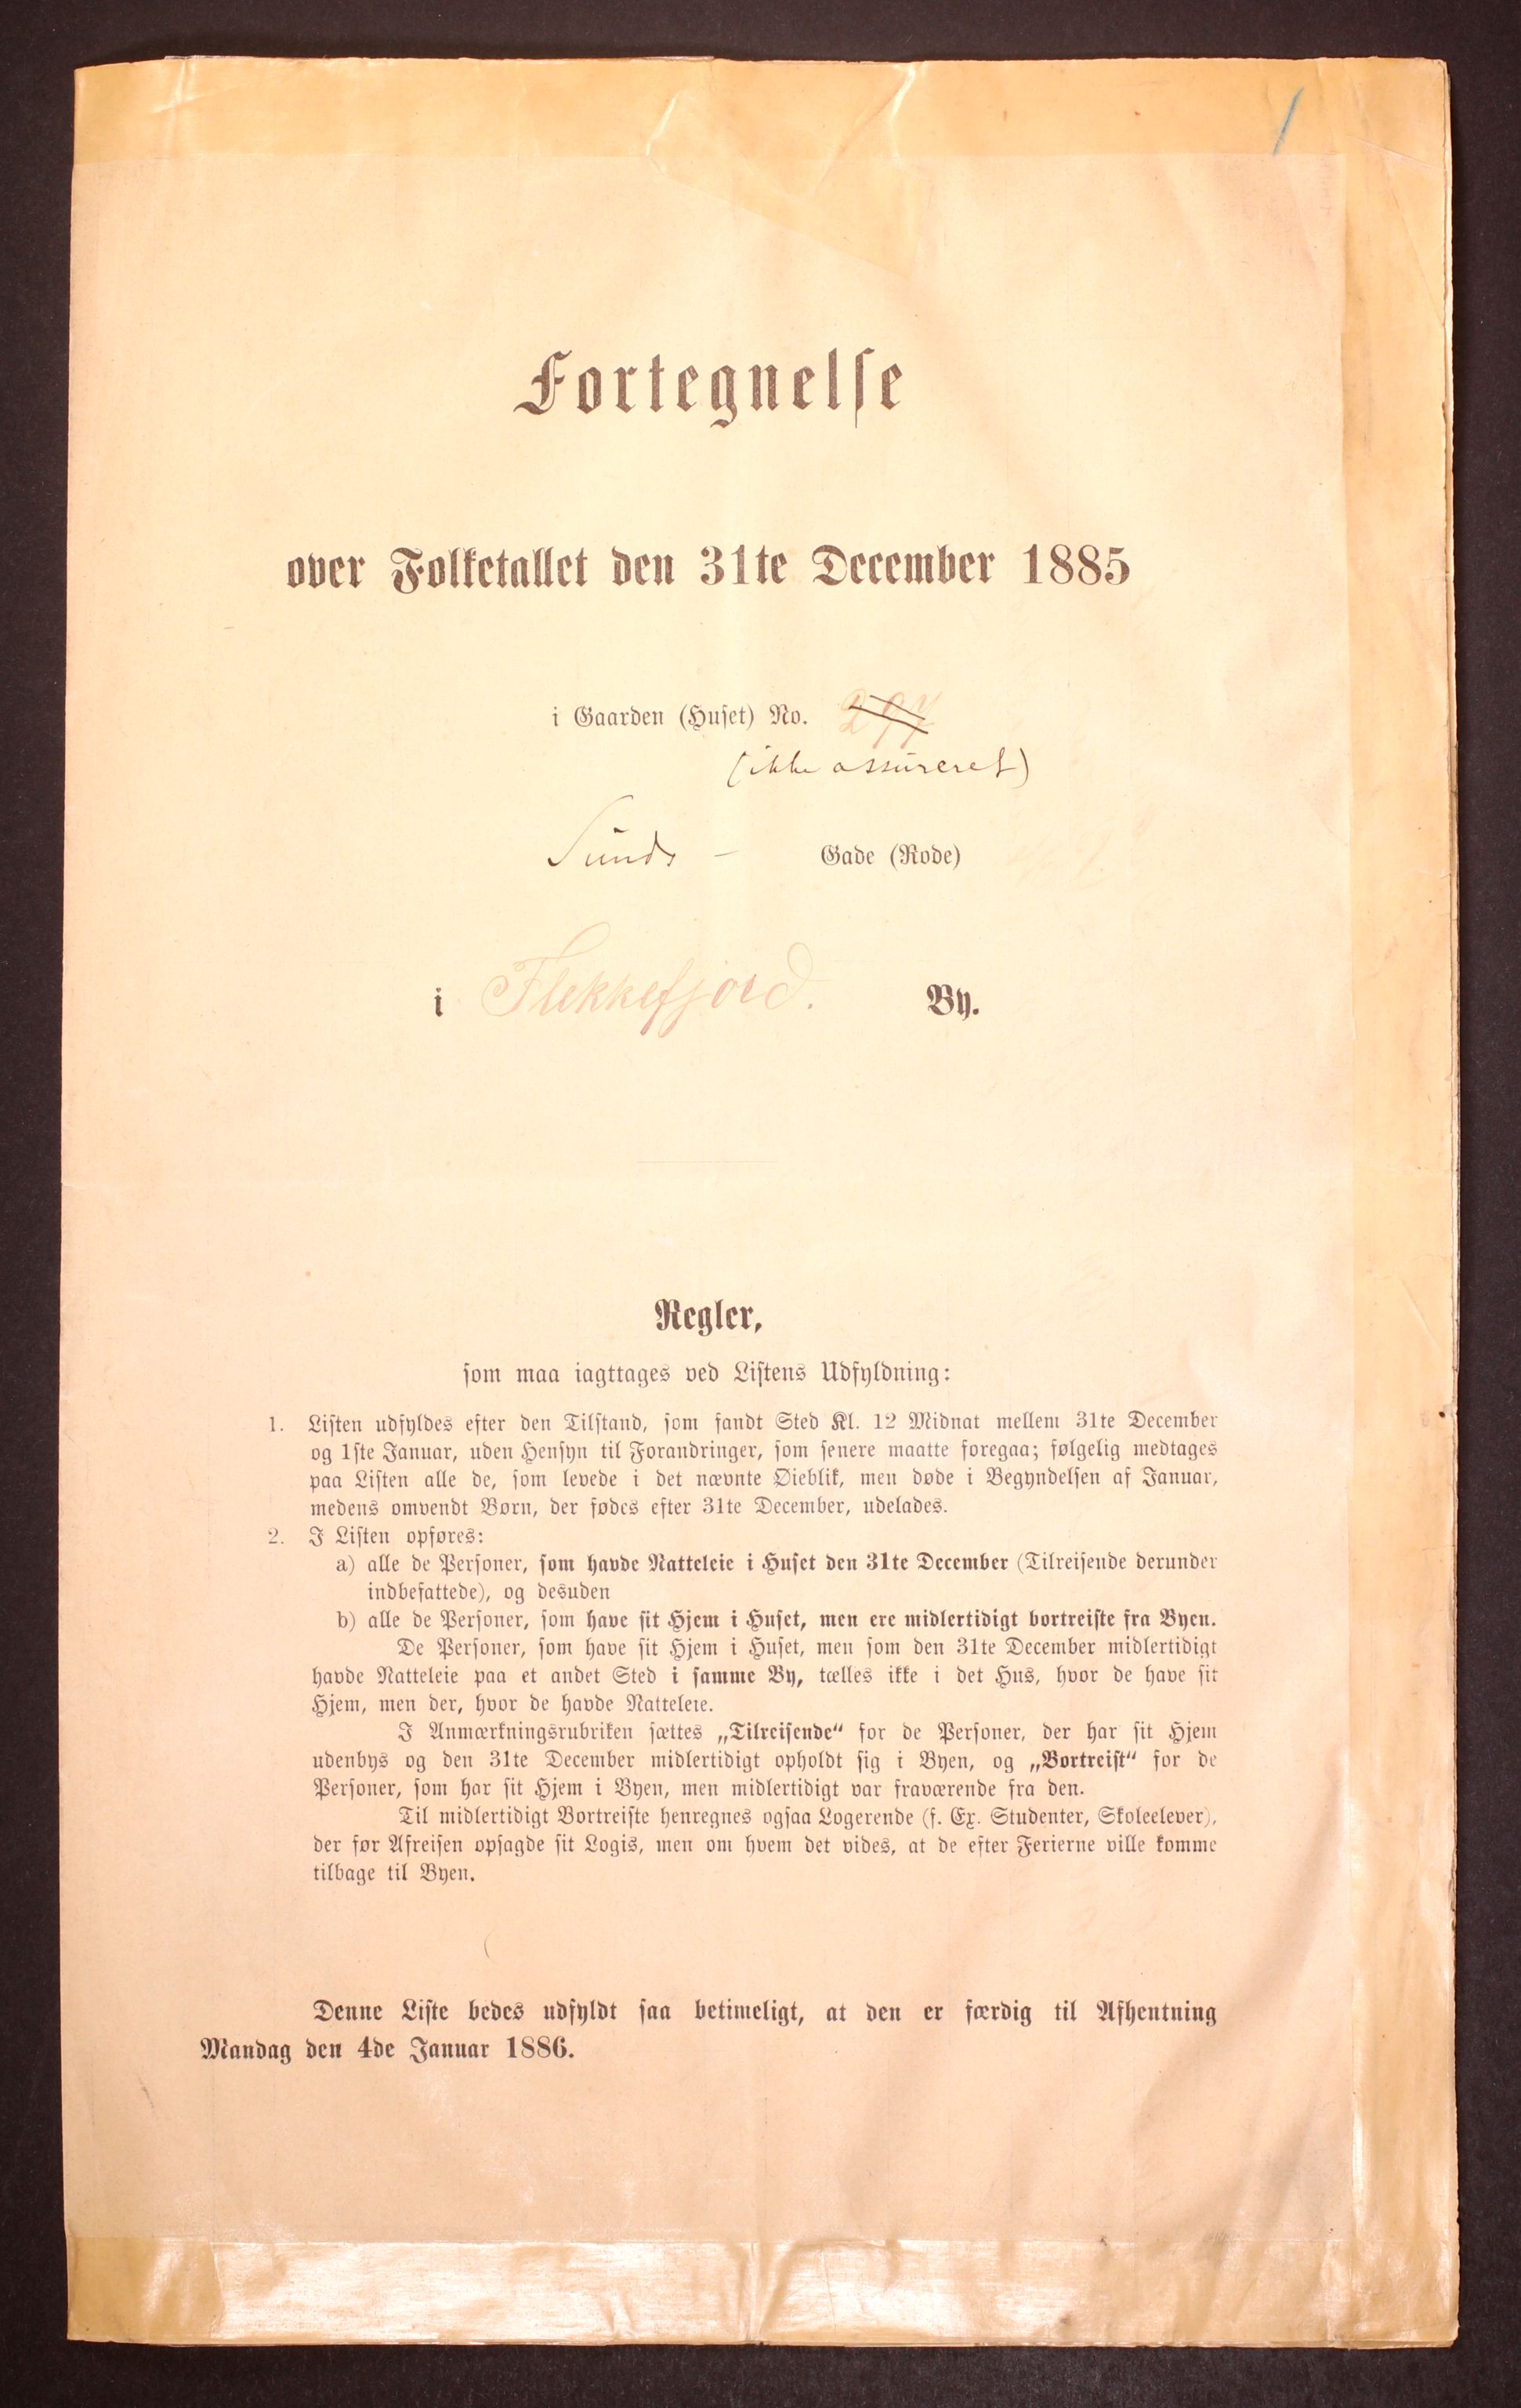 /
Fortegnelse
over Folketallet den 31te December 1885
i Gaarden (Huset) No. 297
(ikke assureret)
Sunds - Gade (Rode)
i Flekkefjord. By.
Regler,
som maa iagttages ved Listens Udfyldning:
1. Listen udfyldes efter den Tilstand, som fandt Sted Kl. 12 Midnat mellem 31te December
og 1ste Januar, uden Hensyn til Forandringer, som senere maatte foregaa; følgelig medtages
paa Listen alle de, som levede i det nævnte Øieblik, men døde i Begyndelsen af Januar,
medens omvendt Børn, der fødes efter 31te December, udelades.
2. I Listen opføres:
a) alle de Personer, som havde Natteleie i Huset den 31te December (Tilreisende derunder
indbefattede), og desuden
b) alle de Personer, som have sit Hjem i Huset, men ere midlertidigt bortreiste fra Byen.
De Personer, som have sit Hjem i Huset, men som den 31te December midlertidigt
havde Natteleie paa et andet Sted i samme By, tælles ikke i det Hus, hvor de have sit
Hjem, men der, hvor de havde Natteleie.
I Anmærkningsrubriken sættes „Tilreisende“ for de Personer, der har sit Hjem
udenbys og den 31te December midlertidigt opholdt sig i Byen, og „Bortreist“ for de
Personer, som har sit Hjem i Byen, men midlertidigt var fraværende fra den.
Til midlertidigt Bortreiste henregnes ogsaa Logerende (f. Ex. Studenter, Skoleelever),
der før Afreisen opsagde sit Logis, men om hvem det vides, at de efter Ferierne ville komme
tilbage til Byen.
Denne Liste bedes udfyldt saa betimeligt, at den er færdig til Afhentning
Mandag den 4de Januar 1886.